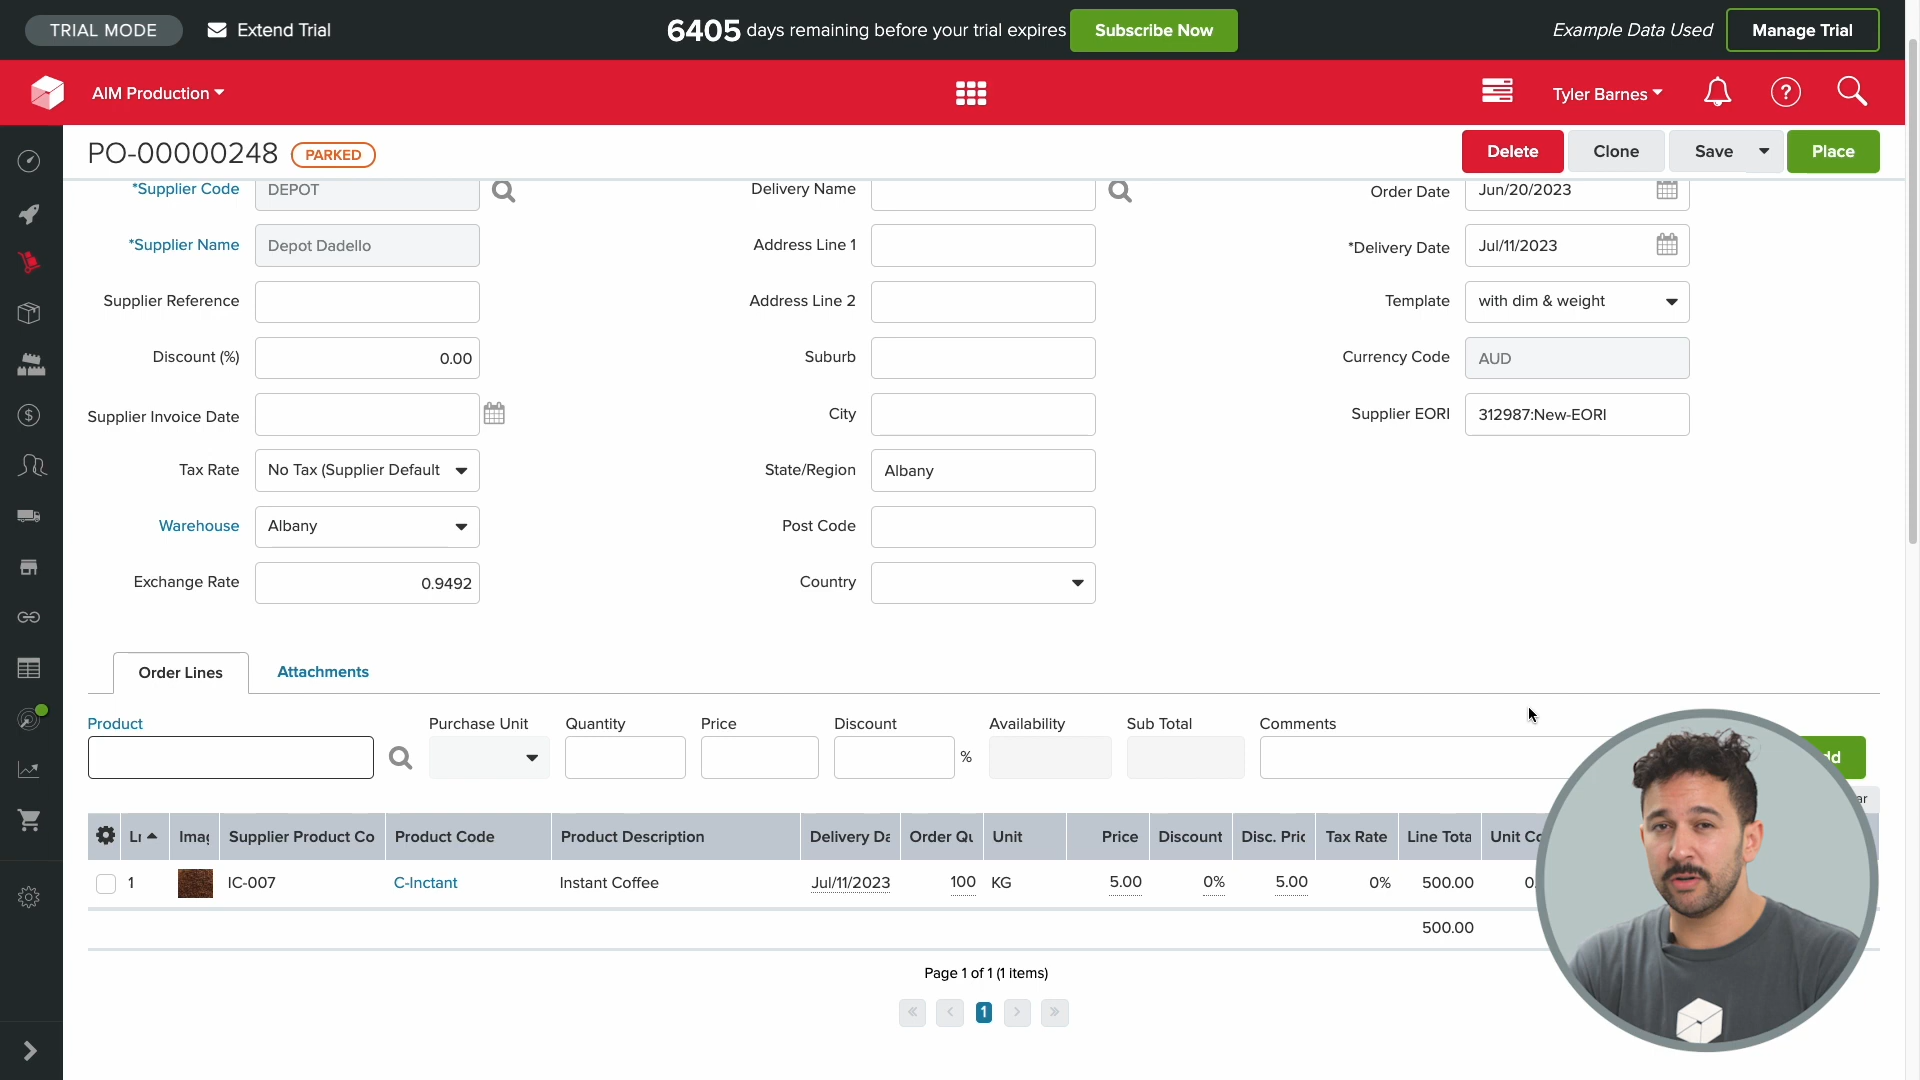 TRIAL MODE
Extend Trial
6405 days remaining before your trial expires
Subscribe Now
Example Data Used
Manage Trial
AIM Production
Tyler Barnes
PO-00000248
PARKED
Delete
Clone
Save
Place
*Supplier Code
DEPOT
Delivery Name
Order Date
Jun/20/2023
*Supplier Name
Depot Dadello
Address Line 1
*Delivery Date
Jul/11/2023
Supplier Reference
Address Line 2
Template
with dim & weight
Discount (%)
0.00
Suburb
Currency Code
AUD
Supplier Invoice Date
City
Supplier EORI
312987:New-EORI
Tax Rate
No Tax (Supplier Default
State/Region
Albany
Warehouse
Albany
Post Code
Exchange Rate
0.9492
Country
Order Lines
Attachments
Product
Purchase Unit
Quantity
Price
Discount
Availability
Sub Total
Comments
%
Supplier Product Co
Product Code
Product Description
Delivery Da
Order Qu
Unit
Price
Discount
Disc. Pric
Tax Rate
Line Tota
Unit Co
1
IC-007
C-Inctant
Instant Coffee
Jul/11/2023
100
KG
5.00
0%
5.00
0%
500.00
500.00
Page 1 of 1 (1 items)
1